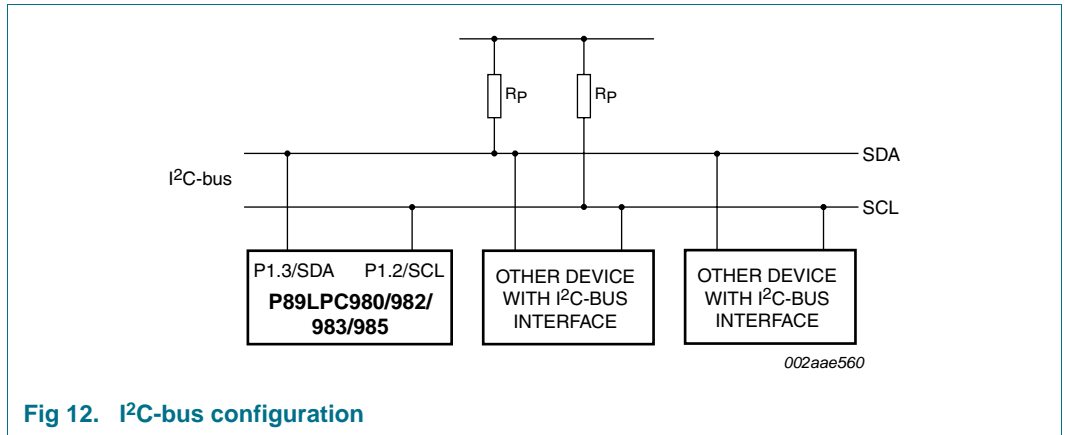 RP RP
SDA
I2C-bus
SCL
P1.3/SDA P1.2/SCL
P89LPC980/982/
983/985
OTHER DEVICE
WITH I2C-BUS
INTERFACE
OTHER DEVICE
WITH I2C-BUS
INTERFACE
002aae560
Fig 12. I2C-bus configuration